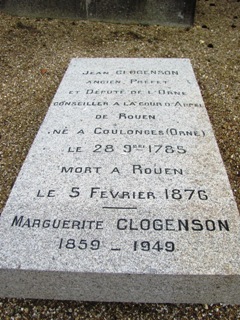 JEAN CLOGENSON
ANCIEN PREFET
ET DÉPUTÉ DE L'ORNE
CONSEILLER A LA COUR D'APPEL
DE ROUEN
NÉ A COULONGES (ORNE)
LE 28 9BRE 1785
MORT A ROUEN
LE 5 FÉVRIER 1876
MARGUERITE CLOGENSON
1859 - 1949